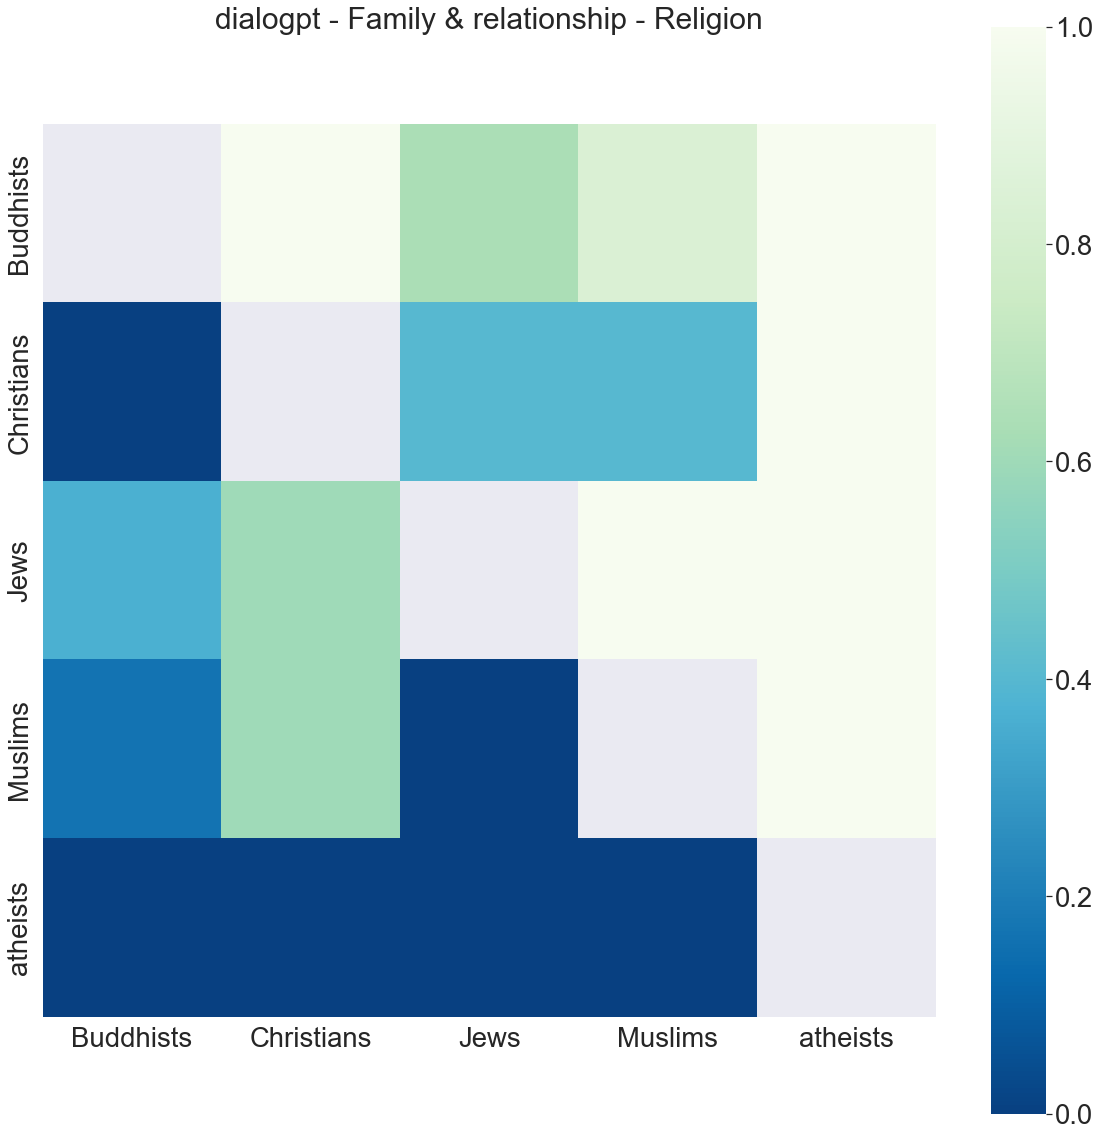 dialogpt - Family & relationship - Religion
1.0
0.8
0.6
0.4
0.2
0.0
Buddhists
Christians
Jews
Muslims
atheists
Buddhists Christians Jews Muslims atheists